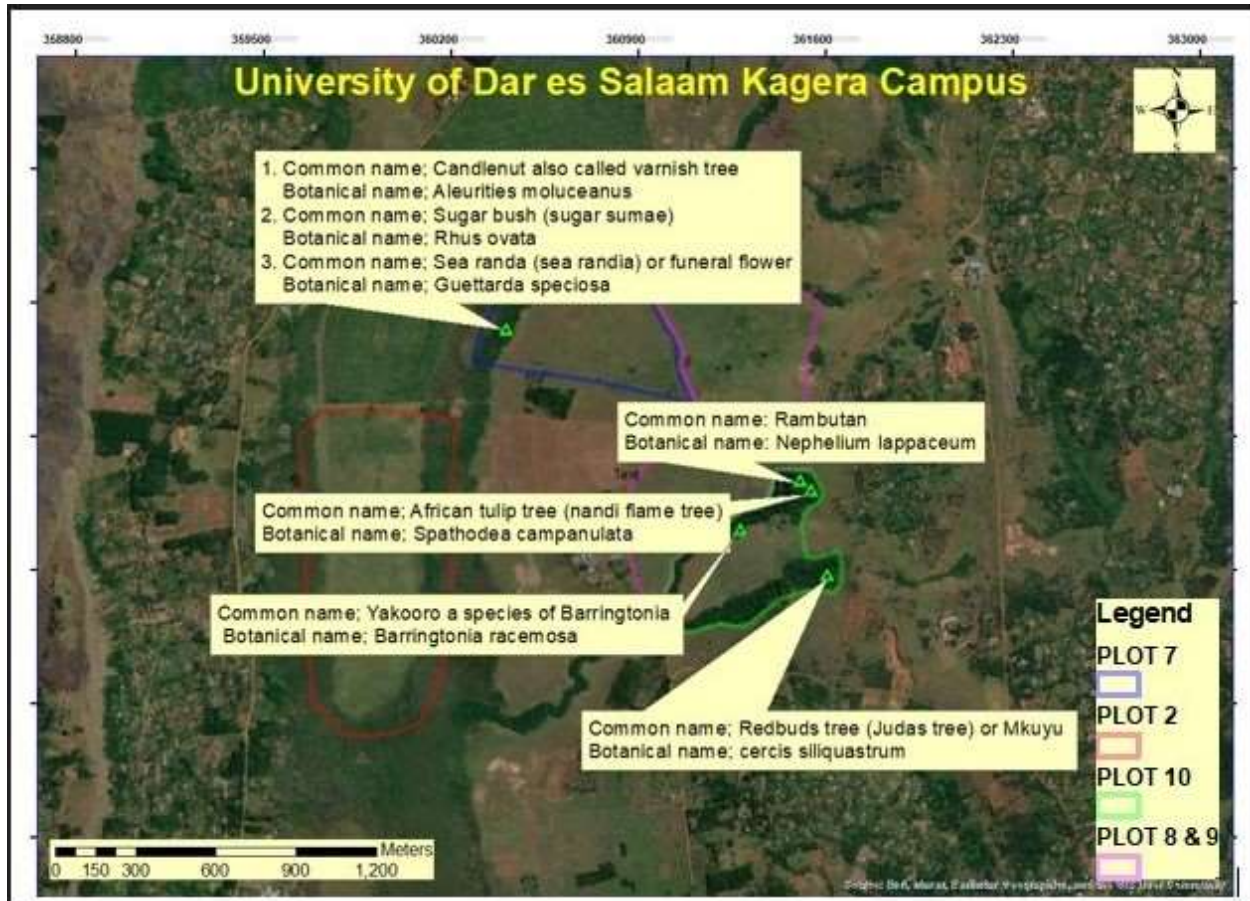 358800 359500 360200 360900 361600 362300 363000
University of Dar es Salaam Kagera Campus
N
W E
S
1. Common name; Candlenut also called varnish tree
Botanical name; Aleurities moluceanus
2. Common name; Sugar bush (sugar sumae)
Botanical name: Rhus ovata
3. Common name; Sea randa (sea randia) or funeral flower
Botanical name; Guettarda speciosa
Common name: Rambutan
Botanical name: Nephellium lappaceum
Common name; African tulip tree (nandi flame tree)
Botanical name; Spathodea campanulata
Common name; Yakooro a species of Barringtonia
Botanical name; Barringtonia racemosa
Common name; Redbuds tree (Judas tree) or Mkuyu
Botanical name; cercis siliquastrum
Legend
PLOT 7
PLOT 2
PLOT 10
PLOT 8 & 9
Meters
0 150 300 600 900 1,200